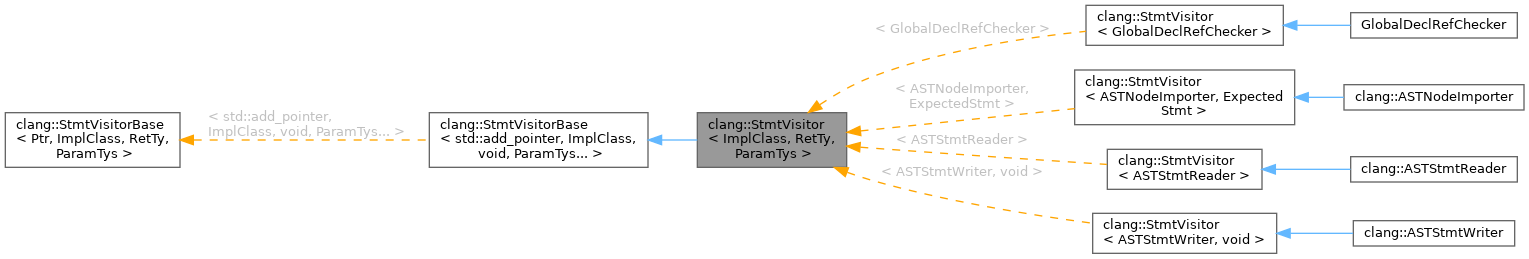 clang::StmtVisitorBase
< Ptr, ImplClass, RetTy,
ParamTys >
< std::add_pointer,
ImplClass, void, ParamTys... >
clang::StmtVisitorBase
< std::add_pointer, ImplClass,
void, ParamTys... >
clang::StmtVisitor
< ImplClass, RetTy,
ParamTys >
< GlobalDeclRefChecker >
clang::StmtVisitor
< GlobalDeclRefChecker >
GlobalDeclRefChecker
< ASTNodeImporter,
ExpectedStmt >
clang::StmtVisitor
< ASTNodeImporter, Expected
Stmt >
clang::ASTNodeImporter
< ASTStmtReader >
clang::StmtVisitor
< ASTStmtReader >
clang::ASTStmtReader
< ASTStmtWriter, void >
clang::StmtVisitor
< ASTStmtWriter, void >
clang::ASTStmtWriter